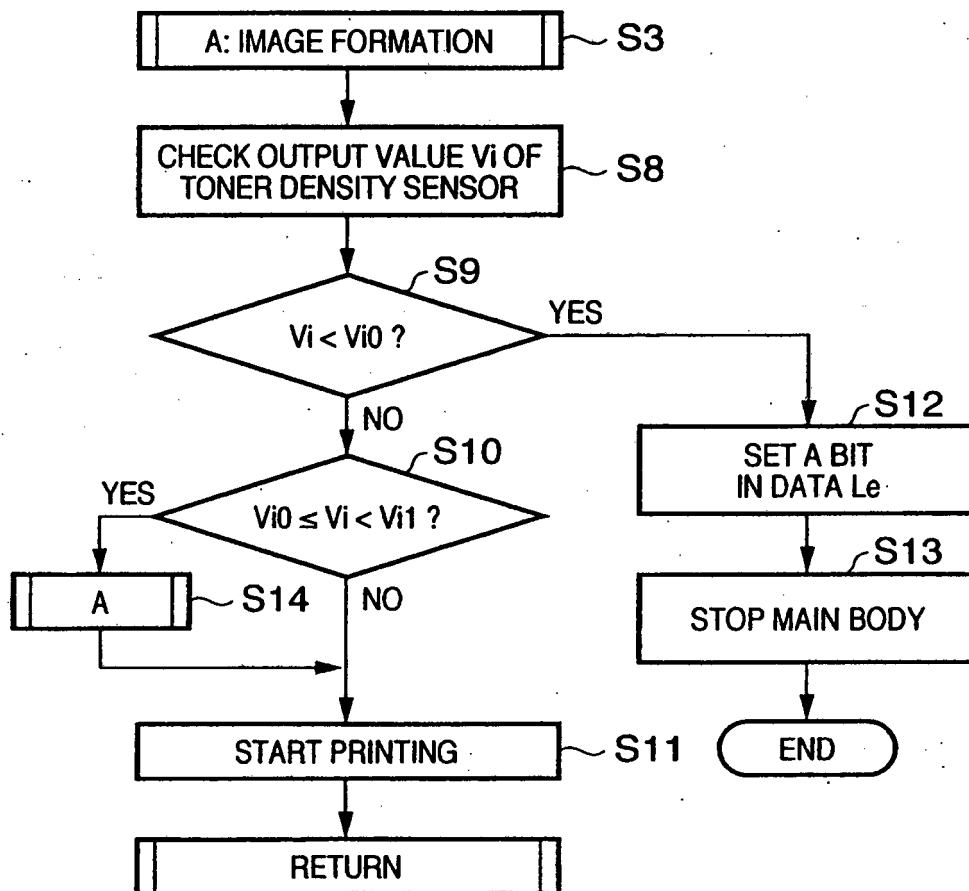 A: IMAGE FORMATION
S3
CHECK OUTPUT VALUE Vi OF
TONER DENSITY SENSOR
S8
S9
Vi < Vi0 ?
YES
NO
S12
SET A BIT
IN DATA Le
S10
YES
Vi0 ≤ Vi < Vi1 ?
NO
S13
STOP MAIN BODY
A
S14
START PRINTING
S11
END
RETURN